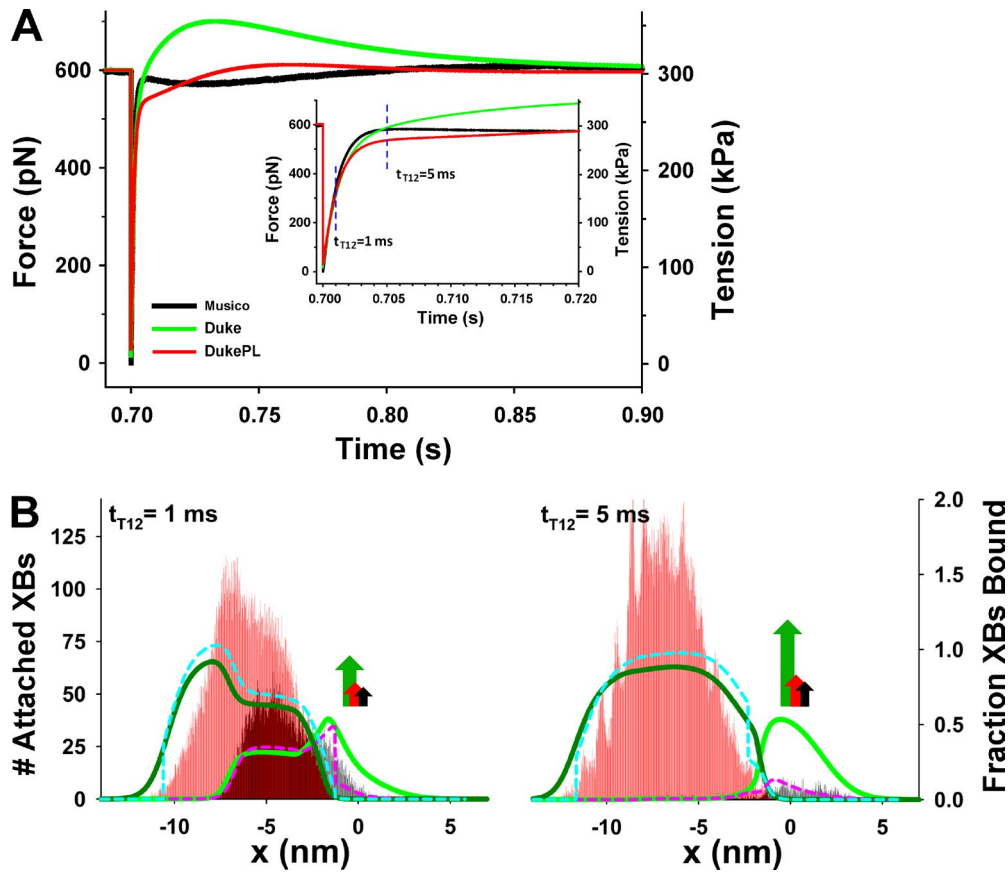 A
Force (pN)
600
400
200
0
Tension (kPa)
300
200
100
0
0.70
0.75
0.80
0.85
0.90
Time (s)
Musico
Duke
DukePL
Force (pN)
600
400
200
0
Tension (kPa)
300
200
100
0
tT12=5 ms
tT12=1 ms
0.700
0.705
0.710
0.715
0.720
Time (s)
B
tT12= 1 ms
# Attached XBs
125
100
75
50
25
0
-10
-5
0
5
x (nm)
tT12= 5 ms
Fraction XBs Bound
2.0
1.5
1.0
0.5
0.0
-10
-5
0
5
x (nm)